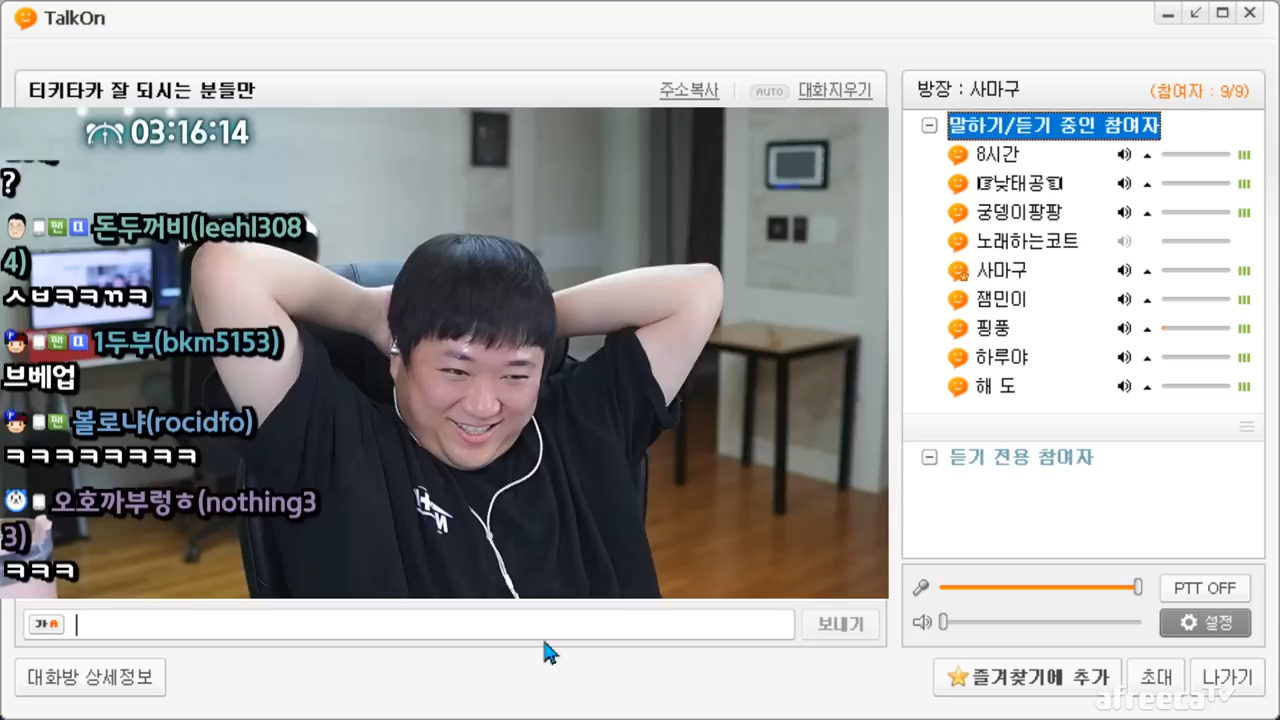 TalkOn
티키타카 잘 되시는 분들만
주소복사
AUTO
대화지우기
03:16:14
?
팬
돈두꺼비(leehl308
4)
ㅅㅂㅋㅋㄲㅋ
팬
1두부(bkm5153)
브베업
팬
볼로냐(rocidfo)
ㅋㅋㅋㅋㅋㅋㅋㅋ
오호까부렁ㅎ(nothing3
3)
ㅋㅋㅋ
가A
보내기
대화방 상세정보
방장 : 사마구
(참여자 : 9/9)
말하기/듣기 중인 참여자
8시간
☞낮태공☜
궁뎅이팡팡
노래하는코트
사마구
잼민이
핑풍
하루야
해 도
듣기 전용 참여자
PTT OFF
설정
즐겨찾기에 추가
초대
나가기
afreecaTV